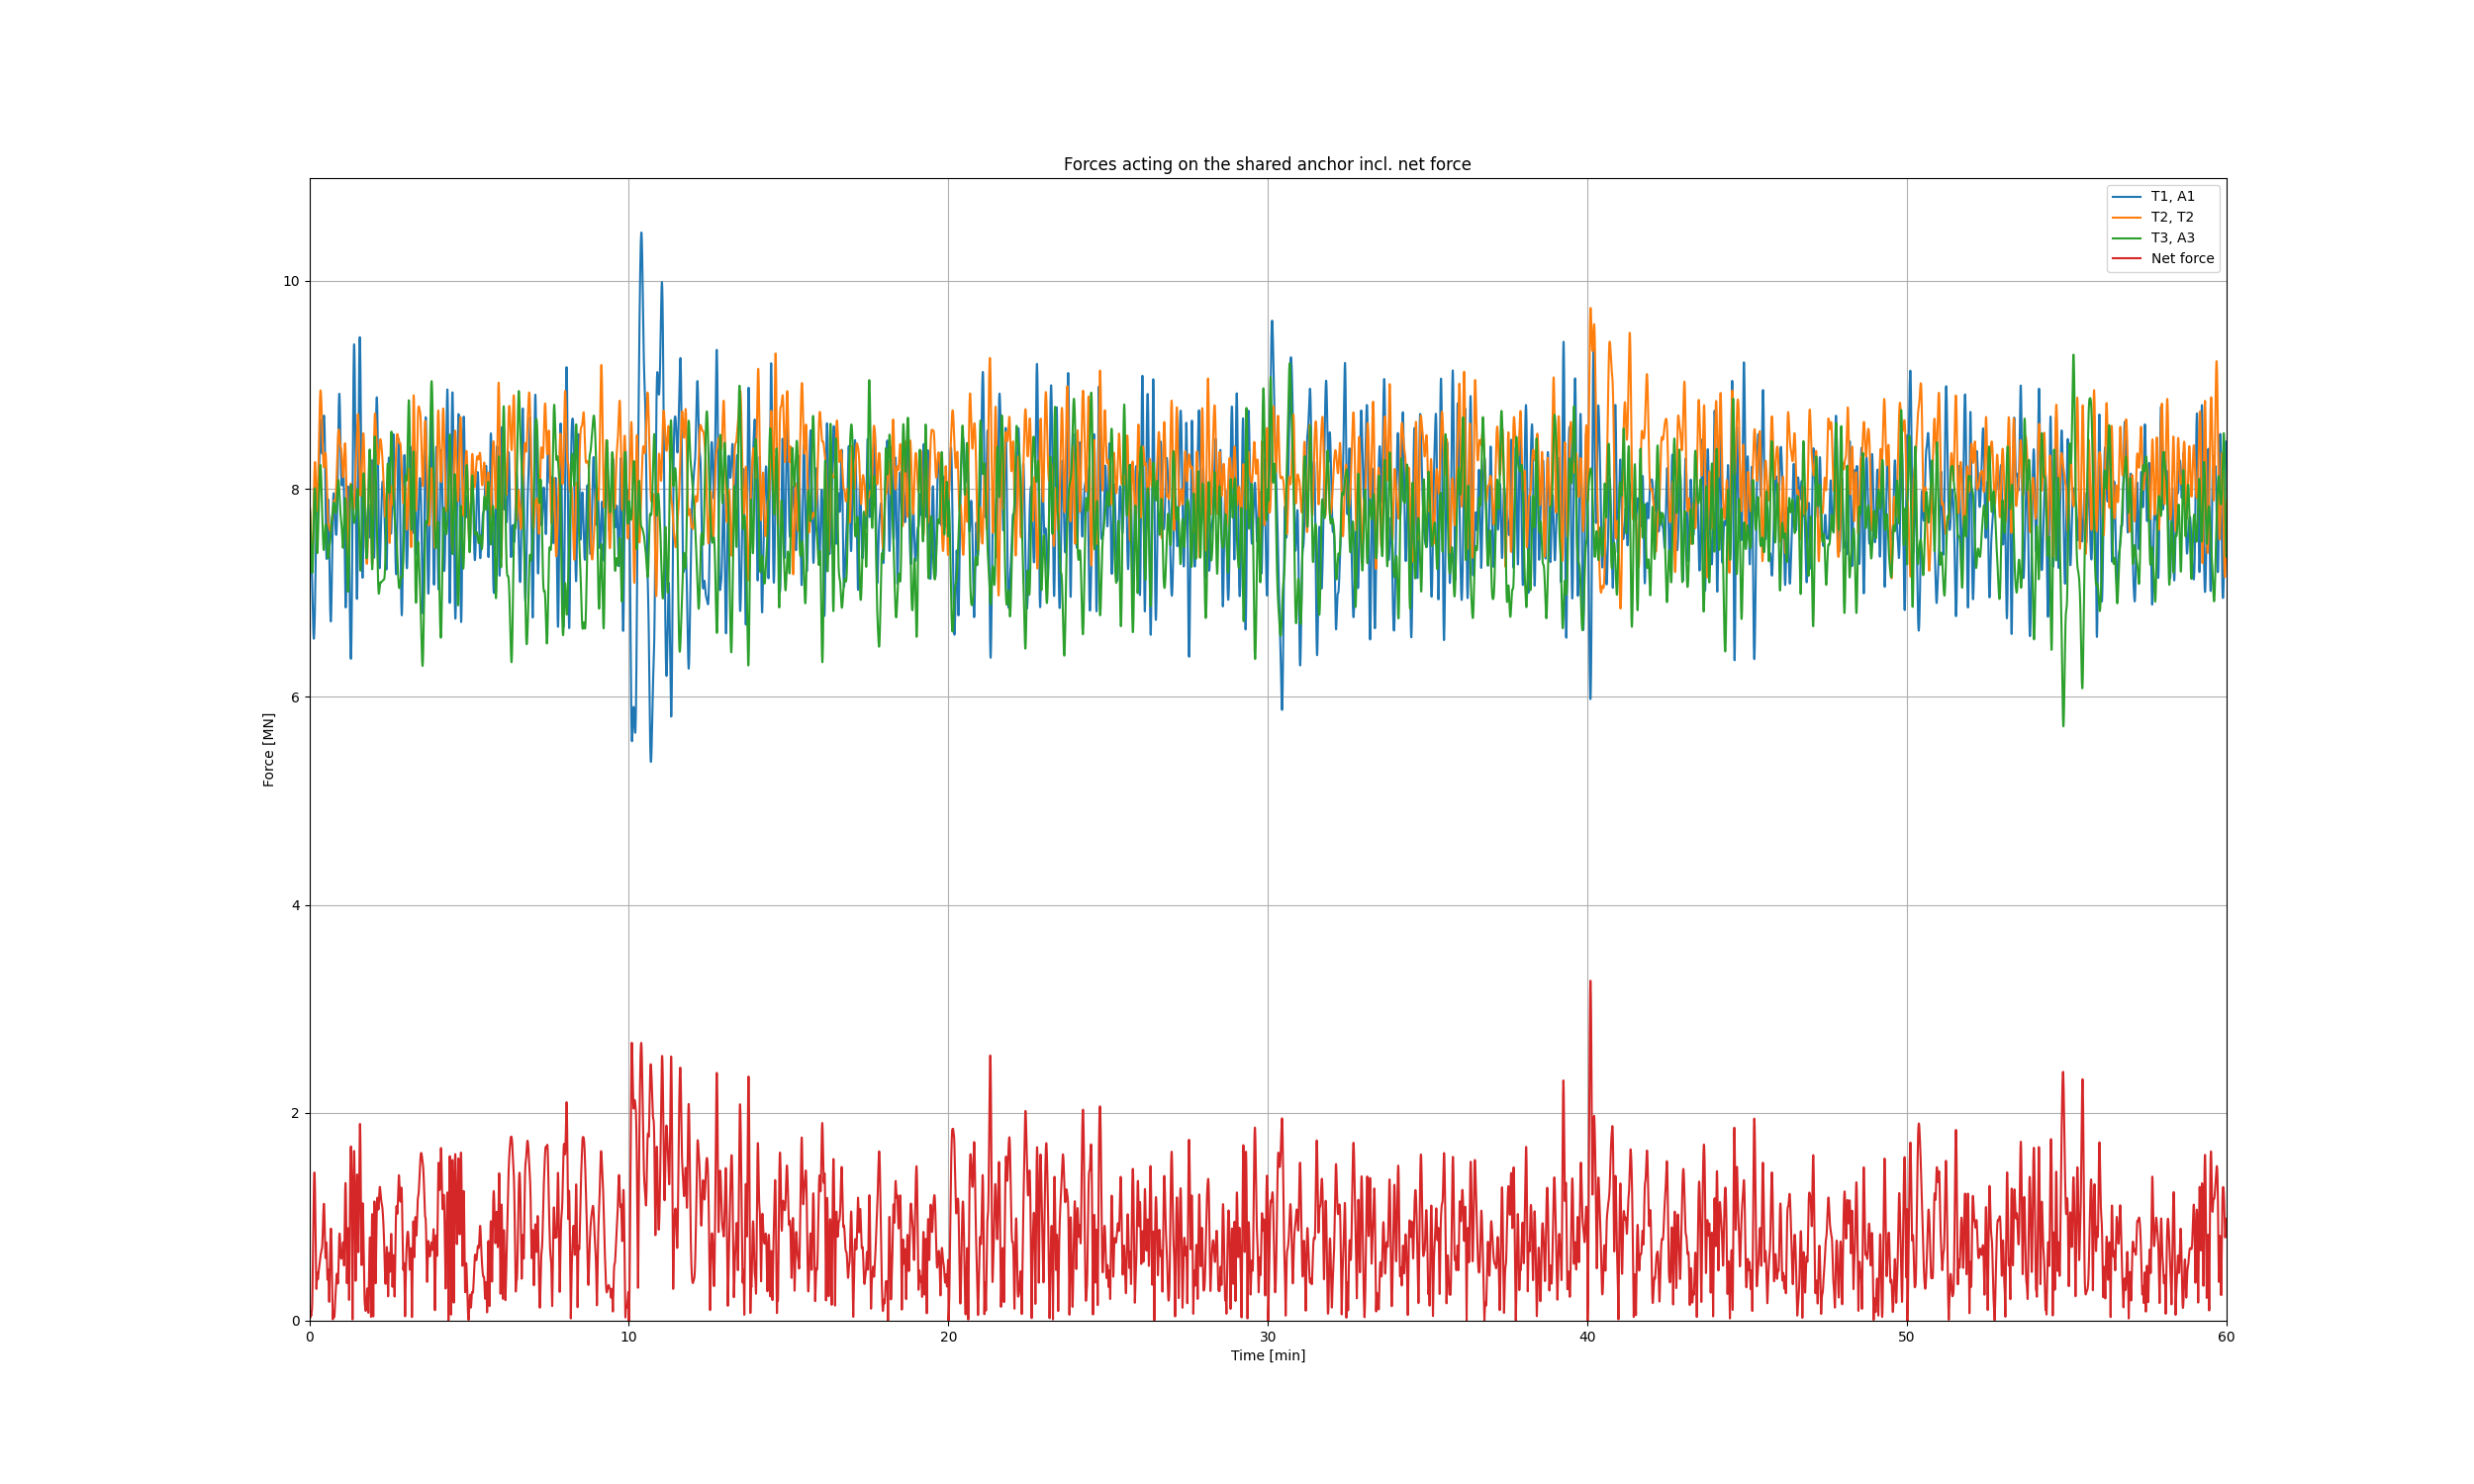 Forces acting on the shared anchor incl. net force
T1, A1
T2, T2
T3, A3
Net force
10
8
6
4
2
0
Force [MN]
0 10 20 30 40 50 60
Time [min]